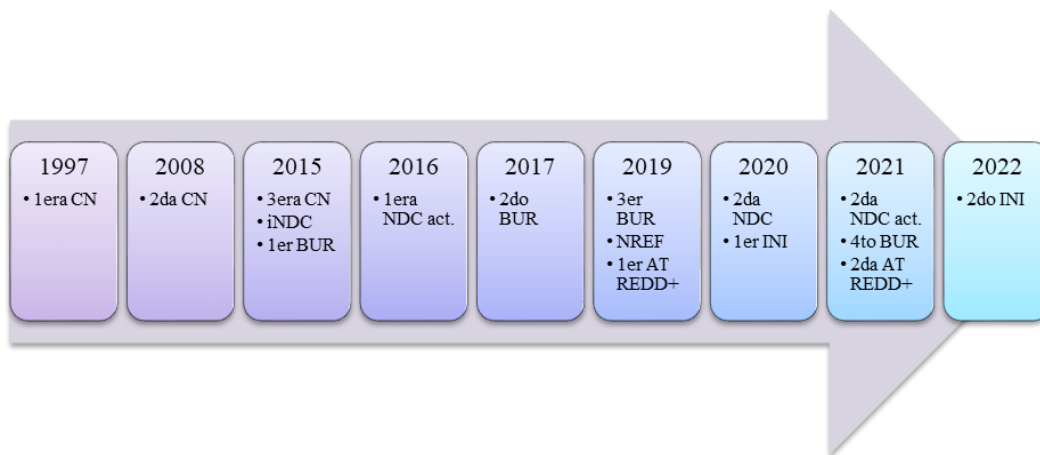 1997
• 1era CN
2008
• 2da CN
2015
• 3era CN
• iNDC
• 1er BUR
2016
• 1era
NDC act.
2017
• 2do
BUR
2019
• 3er
BUR
• NREF
• 1er AT
REDD+
2020
• 2da
NDC
• 1er INI
2021
• 2da
NDC act.
• 4to BUR
• 2da AT
REDD+
2022
• 2do INI